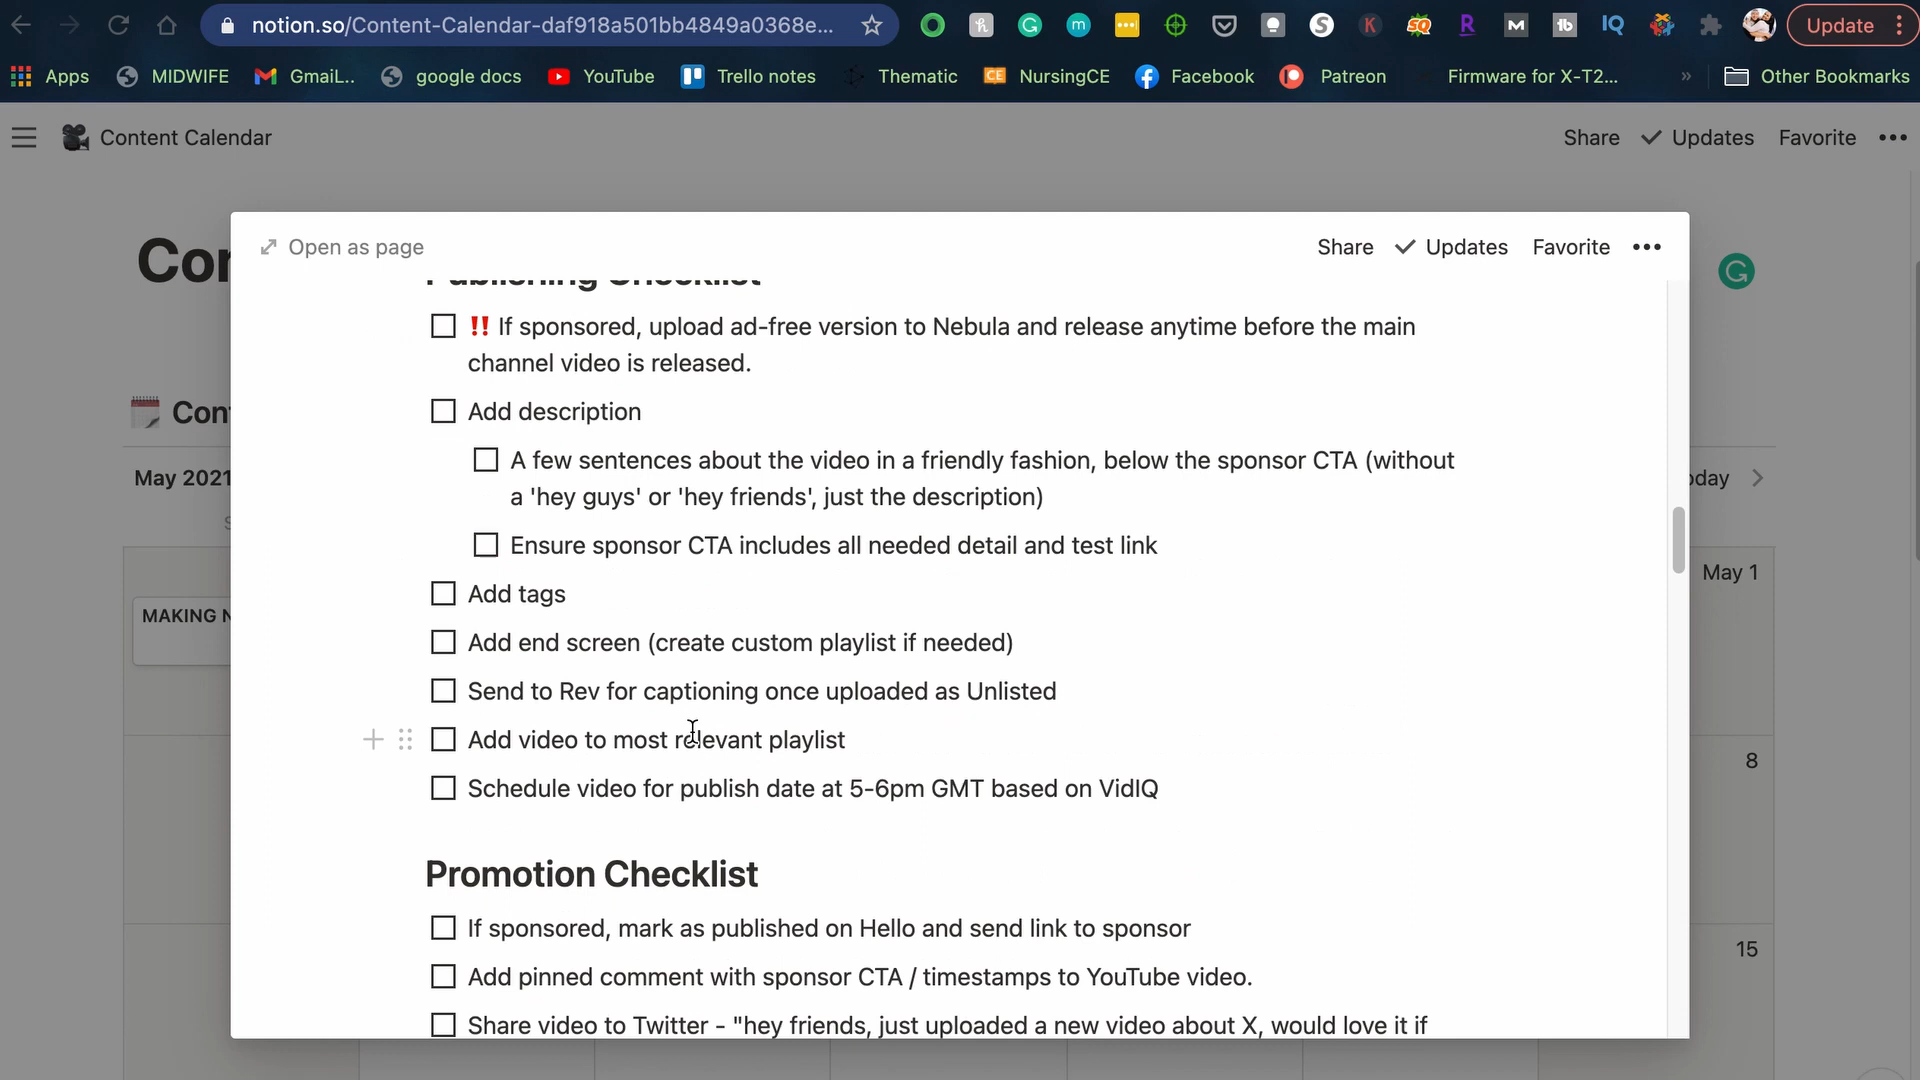 notion.so/Content-Calendar-daf918a501bb4849a0368e...
Update
Apps
MIDWIFE
GmaiL..
google docs
YouTube
Trello notes
Thematic
NursingCE
Facebook
Patreon
Firmware for X-T2...
»
Other Bookmarks
Content Calendar
Share
Updates
Favorite
Con
Open as page
Share
Updates
Favorite
Publishing Checklist
‼ If sponsored, upload ad-free version to Nebula and release anytime before the main
channel video is released.
Add description
A few sentences about the video in a friendly fashion, below the sponsor CTA (without
a 'hey guys' or 'hey friends', just the description)
Ensure sponsor CTA includes all needed detail and test link
Add tags
Add end screen (create custom playlist if needed)
Send to Rev for captioning once uploaded as Unlisted
Add video to most relevant playlist
Schedule video for publish date at 5-6pm GMT based on VidIQ
Promotion Checklist
If sponsored, mark as published on Hello and send link to sponsor
Add pinned comment with sponsor CTA / timestamps to YouTube video.
Share video to Twitter - "hey friends, just uploaded a new video about X, would love it if
Con
May 2021
oday
MAKING N
May 1
8
15